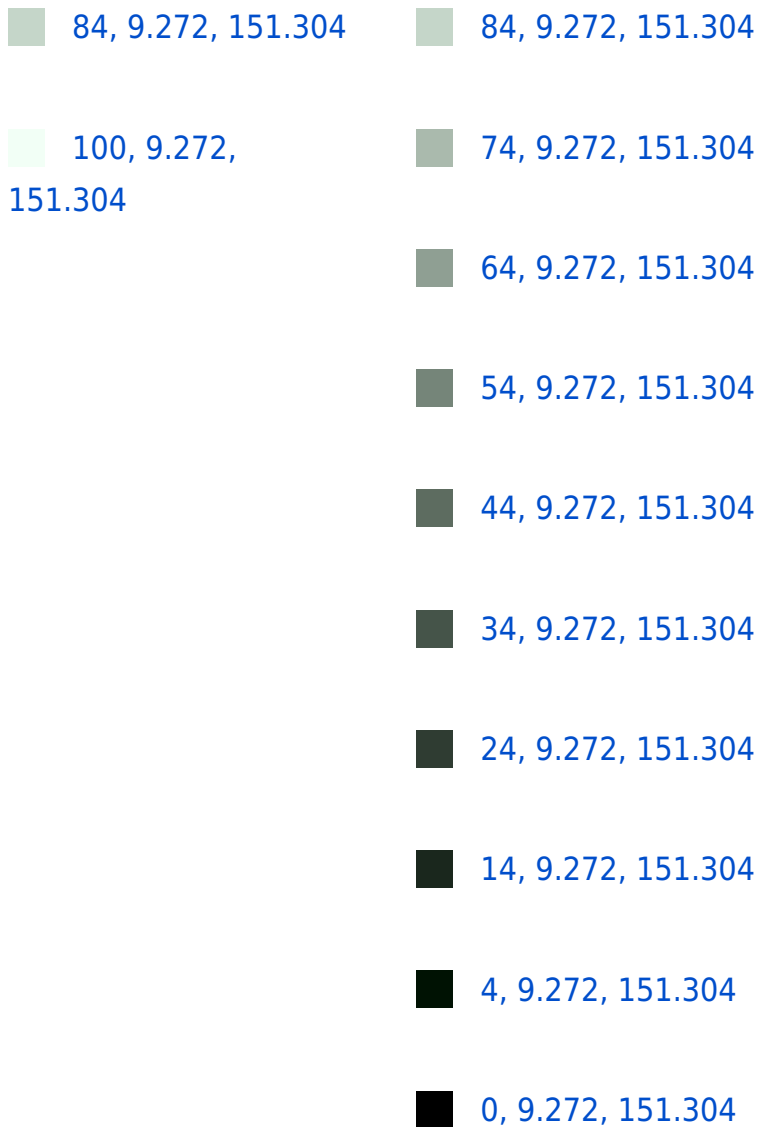 84, 9.272, 151.304
100, 9.272,
151.304
84, 9.272, 151.304
74, 9.272, 151.304
64, 9.272, 151.304
54, 9.272, 151.304
44, 9.272, 151.304
34, 9.272, 151.304
24, 9.272, 151.304
14, 9.272, 151.304
4, 9.272, 151.304
0, 9.272, 151.304